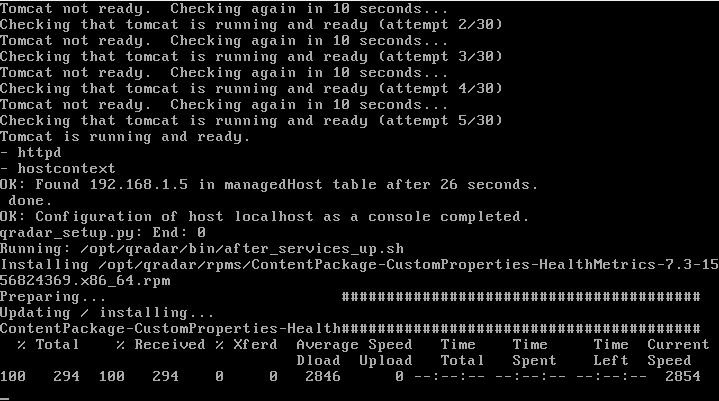 Tomcat not ready.  Checking again in 10 seconds...
Checking that tomcat is running and ready (attempt 2/30)
Tomcat not ready.  Checking again in 10 seconds...
Checking that tomcat is running and ready (attempt 3/30)
Tomcat not ready.  Checking again in 10 seconds...
Checking that tomcat is running and ready (attempt 4/30)
Tomcat not ready.  Checking again in 10 seconds...
Checking that tomcat is running and ready (attempt 5/30)
Tomcat is running and ready.
- httpd
- hostcontext
OK: Found 192.168.1.5 in managedHost table after 26 seconds.
 done.
OK: Configuration of host localhost as a console completed.
qradar_setup.py: End: 0
Running: /opt/qradar/bin/after_services_up.sh
Installing /opt/qradar/rpms/ContentPackage-CustomProperties-HealthMetrics-7.3-15
56824369.x86_64.rpm
Preparing...                          ########################################
Updating / installing...
ContentPackage-CustomProperties-Health########################################
  % Total    % Received % Xferd  Average Speed   Time    Time     Time  Current
                                 Dload  Upload   Total   Spent    Left  Speed
100   294  100   294    0     0   2846      0 --:--:-- --:--:-- --:--:--  2854